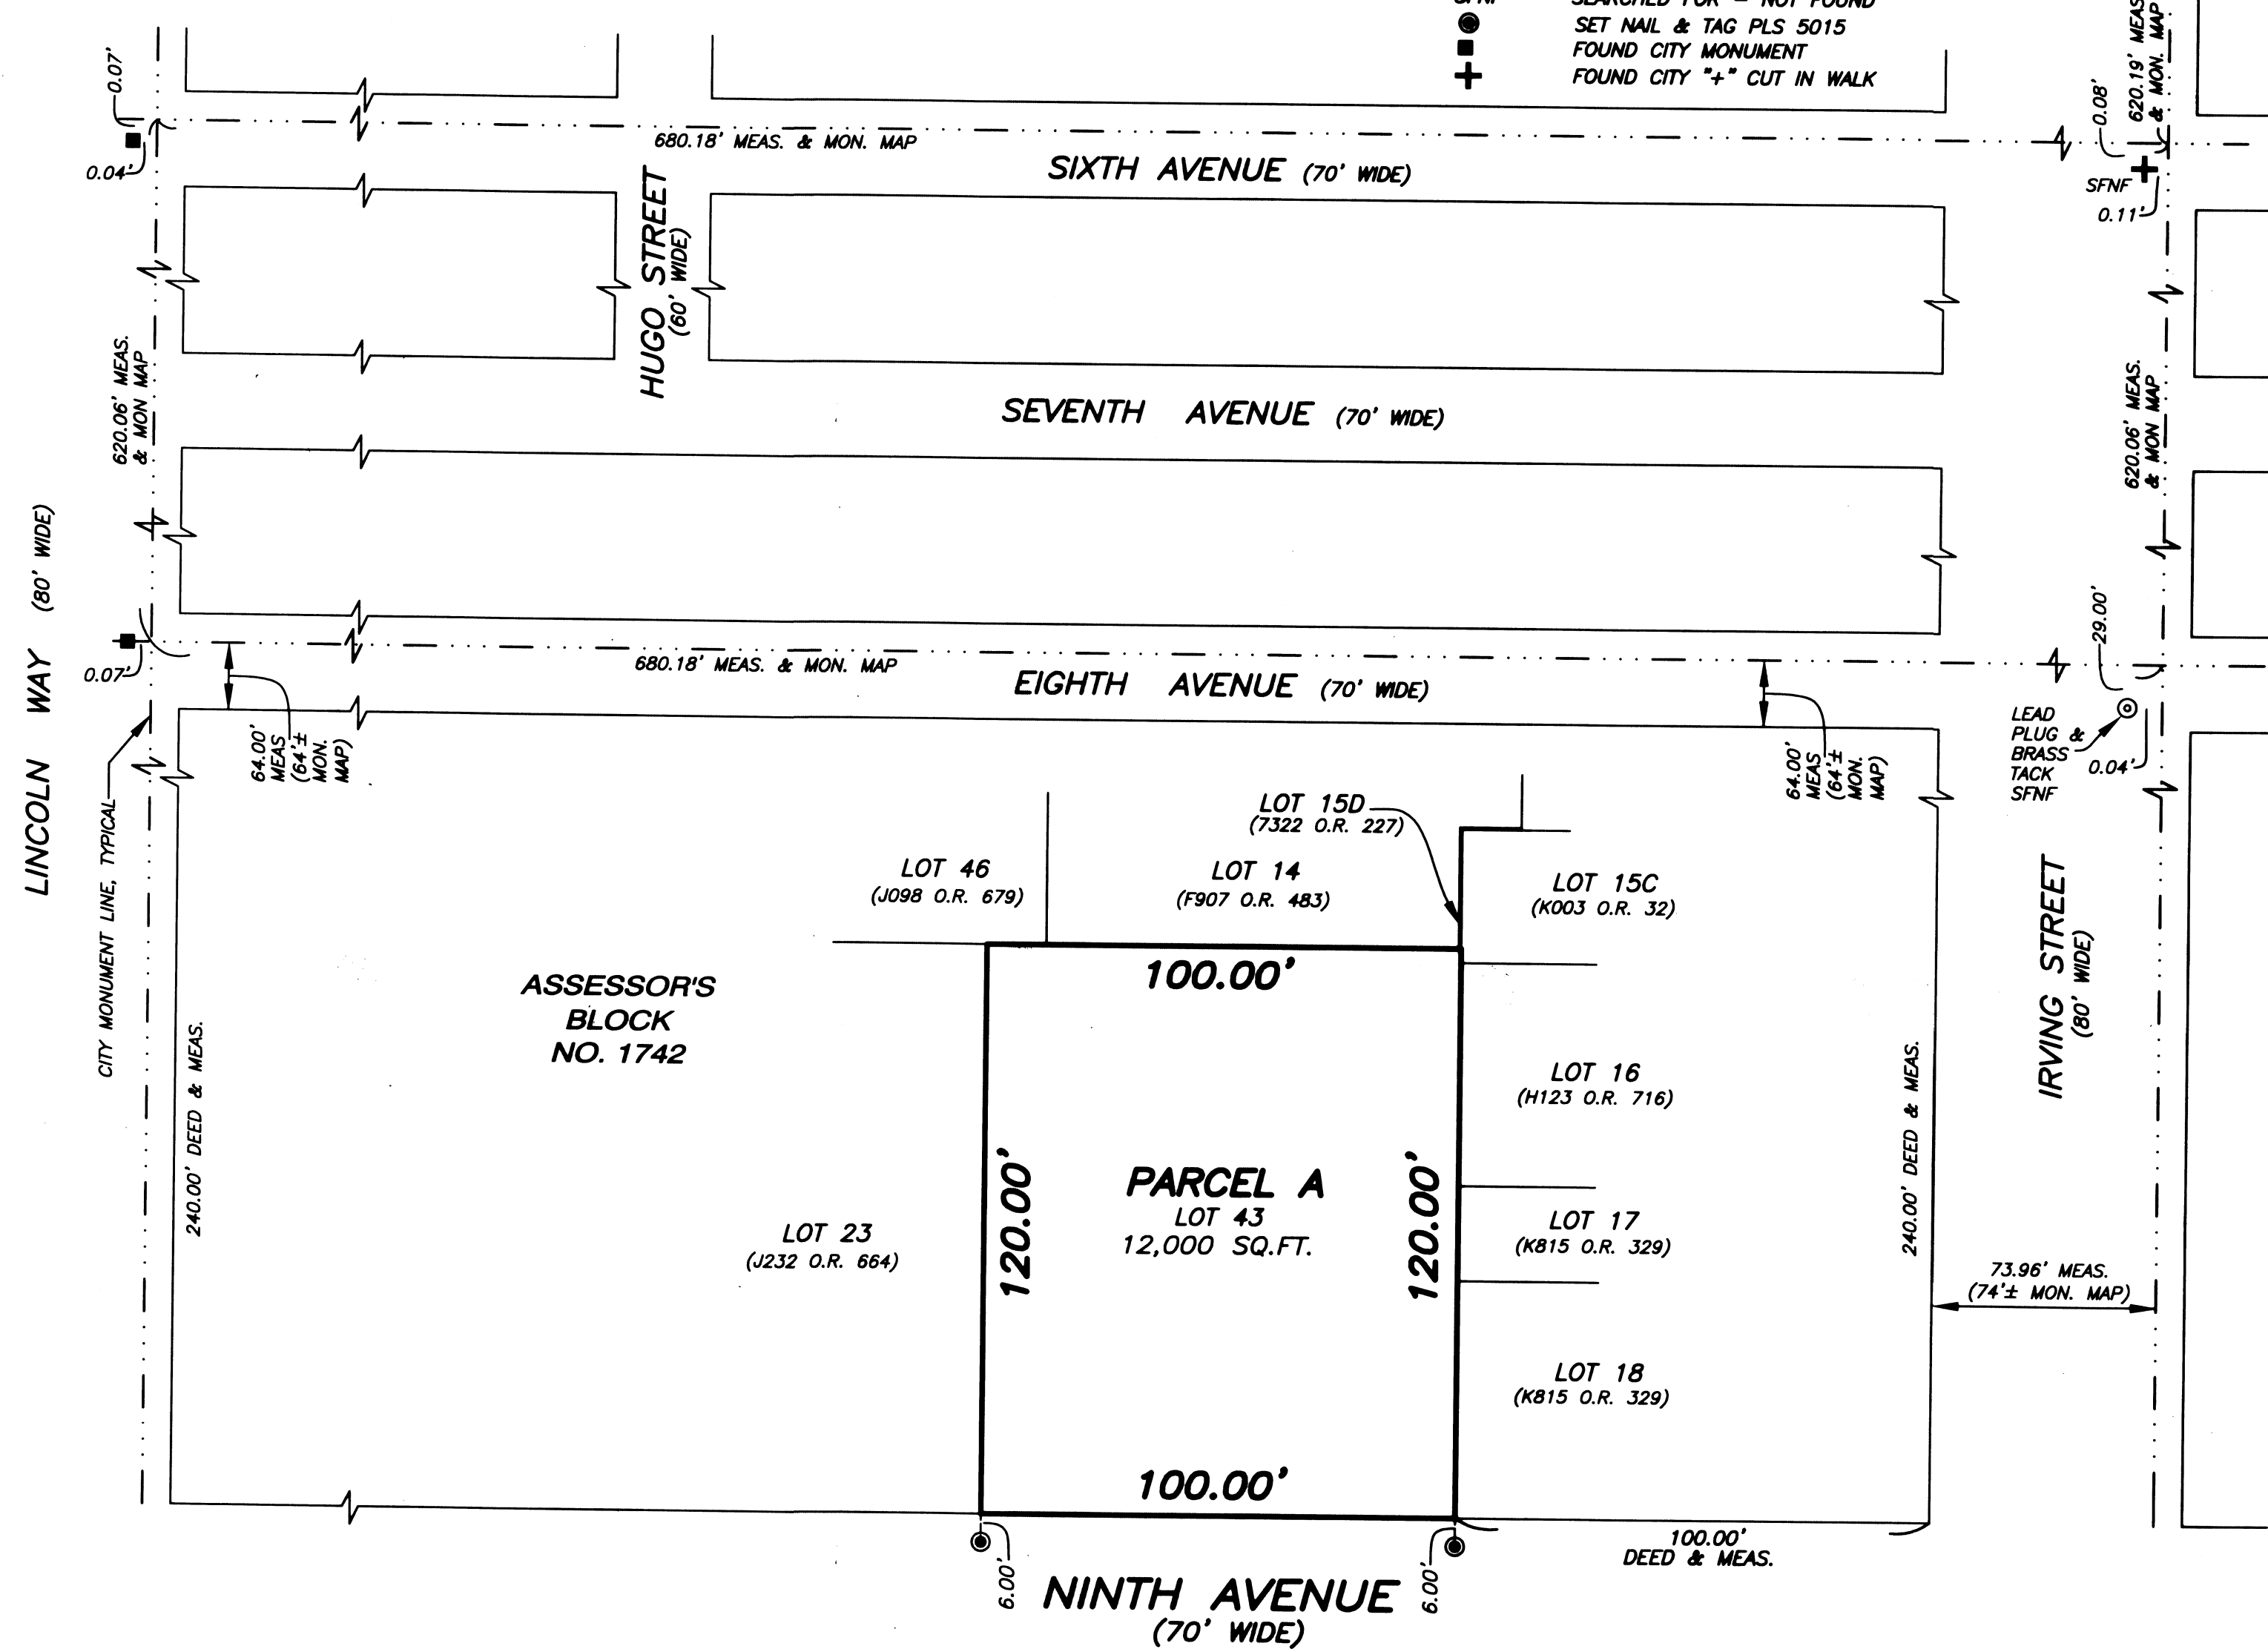 SEARCHED FOR - NOT FOUND
SET NAIL & TAG PLS 5015
FOUND CITY MONUMENT
FOUND CITY "+" CUT IN WALK
0.07'
0.04'
680.18' MEAS. & MON. MAP
SIXTH AVENUE (70' WIDE)
620.19' MEAS.
& MON. MAP
0.08'
SFNF
0.11'
HUGO STREET
(60' WIDE)
620.06' MEAS.
& MON MAP
SEVENTH AVENUE (70' WIDE)
620.06' MEAS.
& MON MAP
LINCOLN WAY (80' WIDE)
0.07'
680.18' MEAS. & MON. MAP
EIGHTH AVENUE (70' WIDE)
29.00'
LEAD
PLUG &
BRASS
TACK
SFNF
0.04'
64.00'
MEAS
(64'±
MON.
MAP)
64.00'
MEAS
(64'±
MON.
MAP)
CITY MONUMENT LINE, TYPICAL
LOT 15D
(7322 O.R. 227)
LOT 46
(J098 O.R. 679)
LOT 14
(F907 O.R. 483)
LOT 15C
(K003 O.R. 32)
IRVING STREET
(80' WIDE)
ASSESSOR'S
BLOCK
NO. 1742
100.00'
240.00' DEED & MEAS.
LOT 16
(H123 O.R. 716)
240.00' DEED & MEAS.
120.00'
PARCEL A
LOT 43
12,000 SQ.FT.
120.00'
LOT 23
(J232 O.R. 664)
LOT 17
(K815 O.R. 329)
73.96' MEAS.
(74'± MON. MAP)
LOT 18
(K815 O.R. 329)
100.00'
100.00'
DEED & MEAS.
6.00'
6.00'
NINTH AVENUE
(70' WIDE)